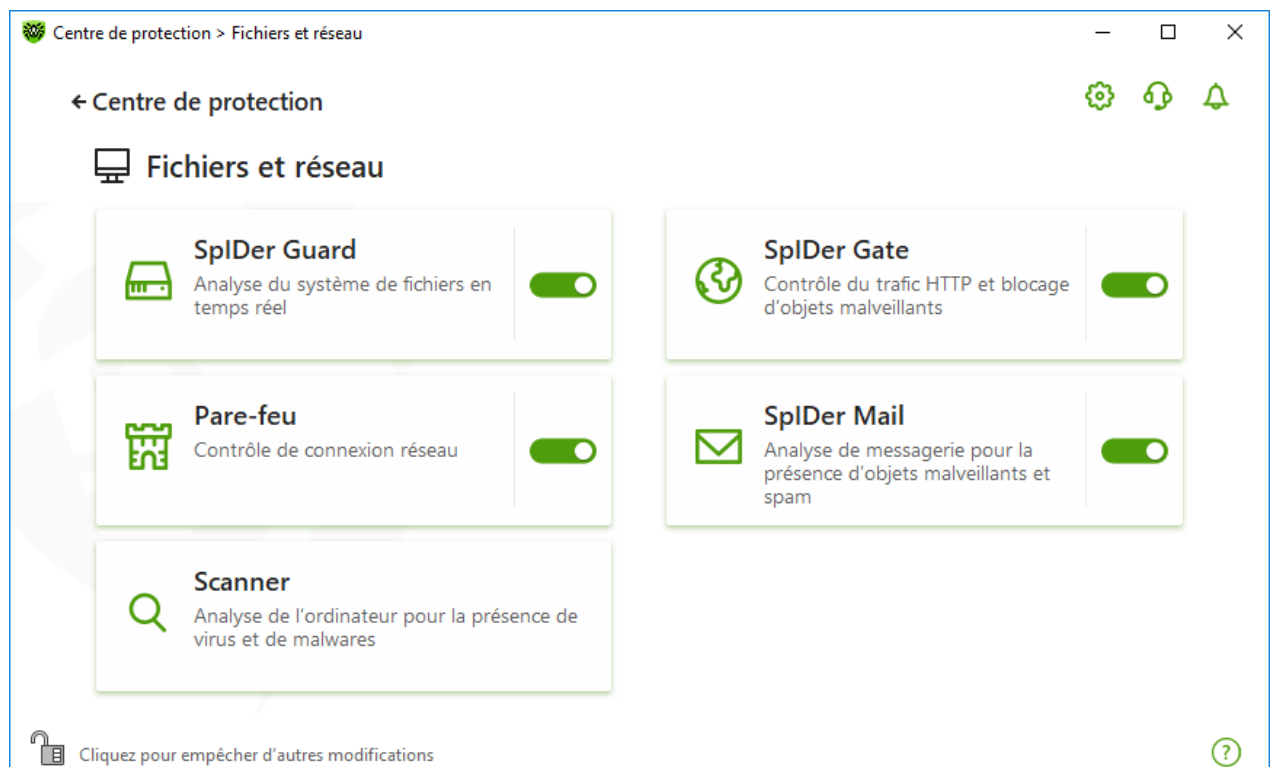 Centre de protection > Fichiers et réseau
Centre de protection
Fichiers et réseau
SpIDer Guard
Analyse du système de fichiers en
temps réel
SpIDer Gate
Contrôle du trafic HTTP et blocage
d'objets malveillants
Pare-feu
Contrôle de connexion réseau
SpIDer Mail
Analyse de messagerie pour la
présence d'objets malveillants et
spam
Scanner
Analyse de l'ordinateur pour la présence de
virus et de malwares
Cliquez pour empêcher d'autres modifications
?